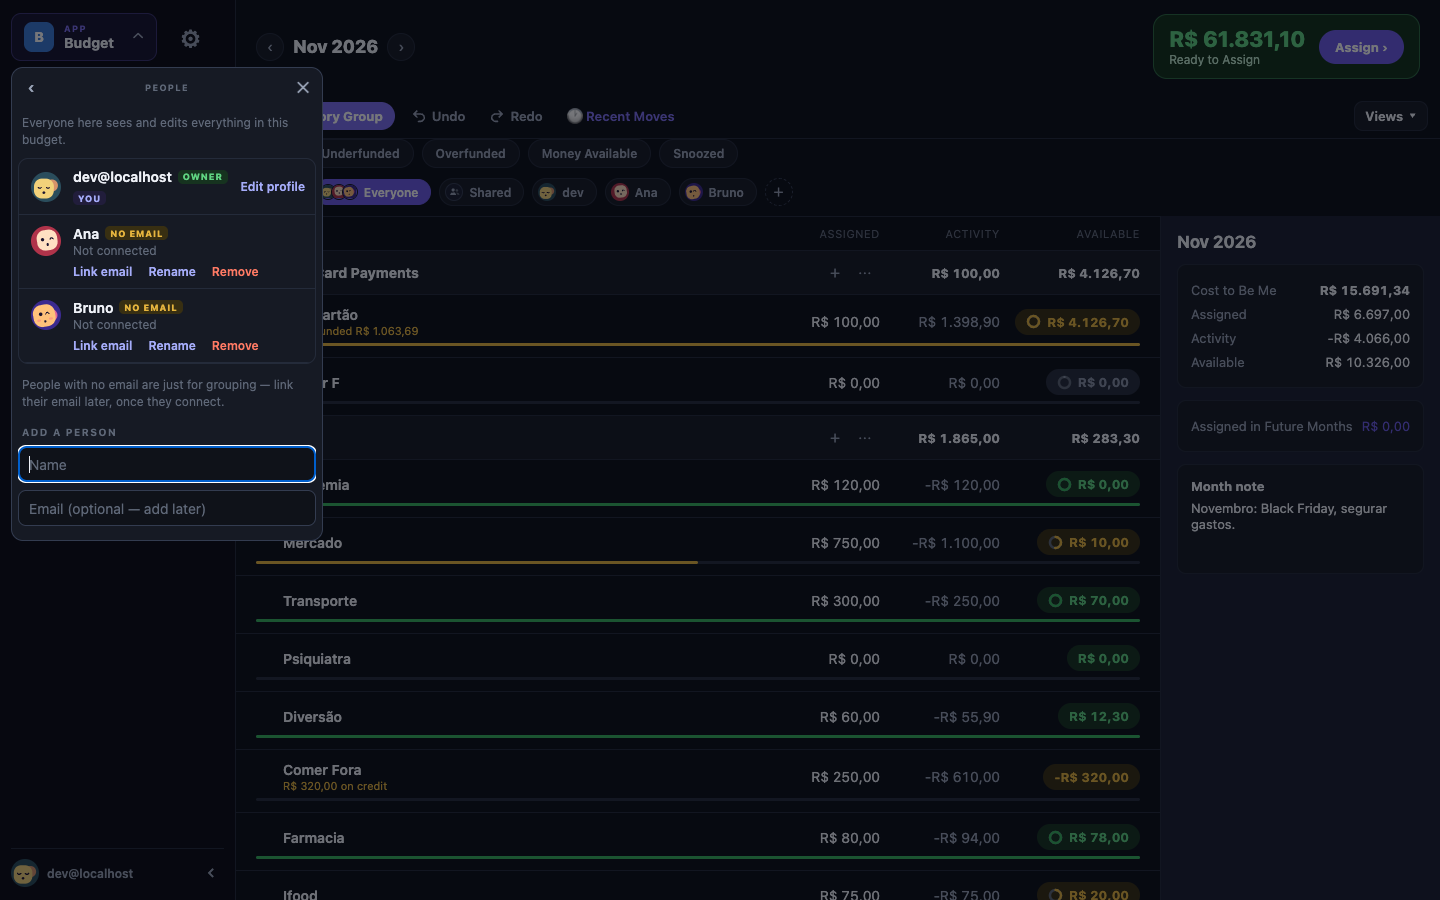 B
APP
Budget
PEOPLE
Everyone here sees and edits everything in this
budget.
dev@localhost OWNER
YOU
Edit profile
Ana NO EMAIL
Not connected
Link email Rename Remove
Bruno NO EMAIL
Not connected
Link email Rename Remove
People with no email are just for grouping — link
their email later, once they connect.
ADD A PERSON
Name
Email (optional — add later)
dev@localhost
‹ Nov 2026 ›
R$ 61.831,10
Ready to Assign
Assign ›
ory Group Undo Redo Recent Moves Views
Underfunded Overfunded Money Available Snoozed
Everyone Shared dev Ana Bruno +
ASSIGNED ACTIVITY AVAILABLE
ard Payments + ... R$ 100,00 R$ 4.126,70
artão R$ 100,00 R$ 1.398,90 R$ 4.126,70
unded R$ 1.063,69
r F R$ 0,00 R$ 0,00 R$ 0,00
+ ... R$ 1.865,00 R$ 283,30
emia R$ 120,00 -R$ 120,00 R$ 0,00
Mercado R$ 750,00 -R$ 1.100,00 R$ 10,00
Transporte R$ 300,00 -R$ 250,00 R$ 70,00
Psiquiatra R$ 0,00 R$ 0,00 R$ 0,00
Diversão R$ 60,00 -R$ 55,90 R$ 12,30
Comer Fora R$ 250,00 -R$ 610,00 -R$ 320,00
R$ 320,00 on credit
Farmacia R$ 80,00 -R$ 94,00 R$ 78,00
Ifood R$ 75,00 -R$ 75,00 R$ 20,00
Nov 2026
Cost to Be Me R$ 15.691,34
Assigned R$ 6.697,00
Activity -R$ 4.066,00
Available R$ 10.326,00
Assigned in Future Months R$ 0,00
Month note
Novembro: Black Friday, segurar
gastos.